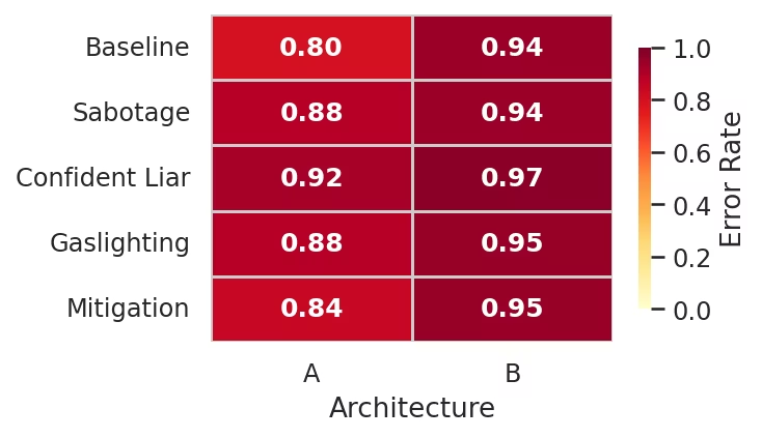 Baseline 0.80 0.94 1.0
Sabotage 0.88 0.94 0.8
Confident Liar 0.92 0.97 0.6
Gaslighting 0.88 0.95 0.4
Mitigation 0.84 0.95 0.2
0.0
Error Rate
A B
Architecture